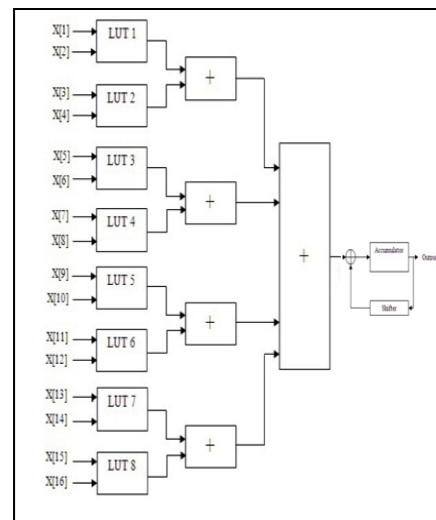 X[1]
X[2]
LUT 1
X[3]
X[4]
LUT 2
+
X[5]
X[6]
LUT 3
X[7]
X[8]
LUT 4
+
X[9]
X[10]
LUT 5
X[11]
X[12]
LUT 6
+
X[13]
X[14]
LUT 7
X[15]
X[16]
LUT 8
+
+
Accumulator
Output
Shifter